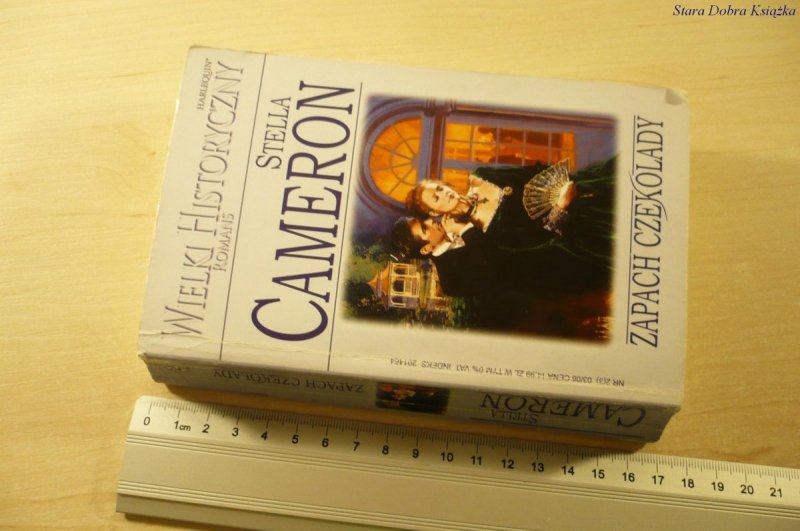 Stara Dobra Książka
HARLEQUIN®
WIELKI HISTORYCZNY
ROMANS
STELLA
CAMERON
ZAPACH CZEKOLADY
NR 2(3) 03/06 CENA 14,99 ZŁ W TYM 0% VAT INDEKS 201464
ZAPACH CZEKOLADY
STELLA
CAMERON
0 1cm 2 3 4 5 6 7 8 9 10 11 12 13 14 15 16 17 18 19 20 21